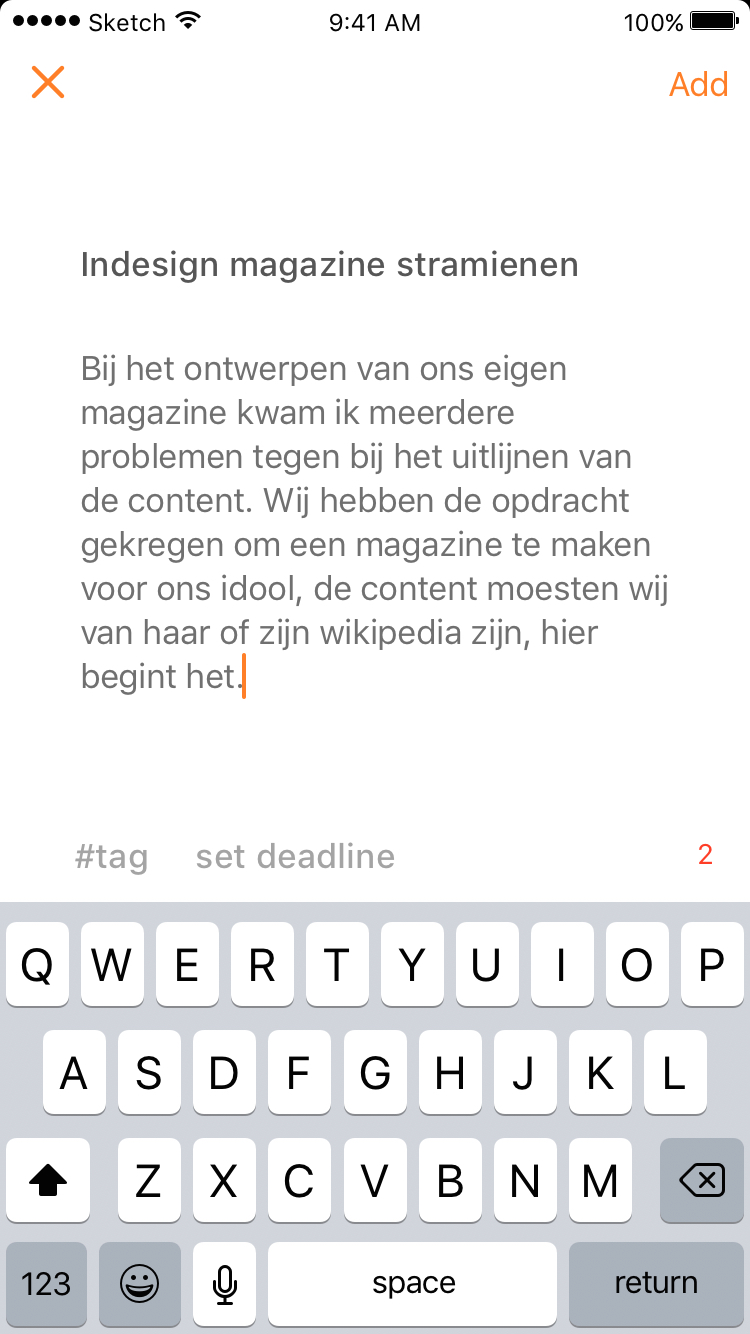 Sketch 9:41 AM 100%
Add
Indesign magazine stramienen
Bij het ontwerpen van ons eigen
magazine kwam ik meerdere
problemen tegen bij het uitlijnen van
de content. Wij hebben de opdracht
gekregen om een magazine te maken
voor ons idool, de content moesten wij
van haar of zijn wikipedia zijn, hier
begint het.
#tag set deadline 2
Q W E R T Y U I O P
A S D F G H J K L
Z X C V B N M
123 space return